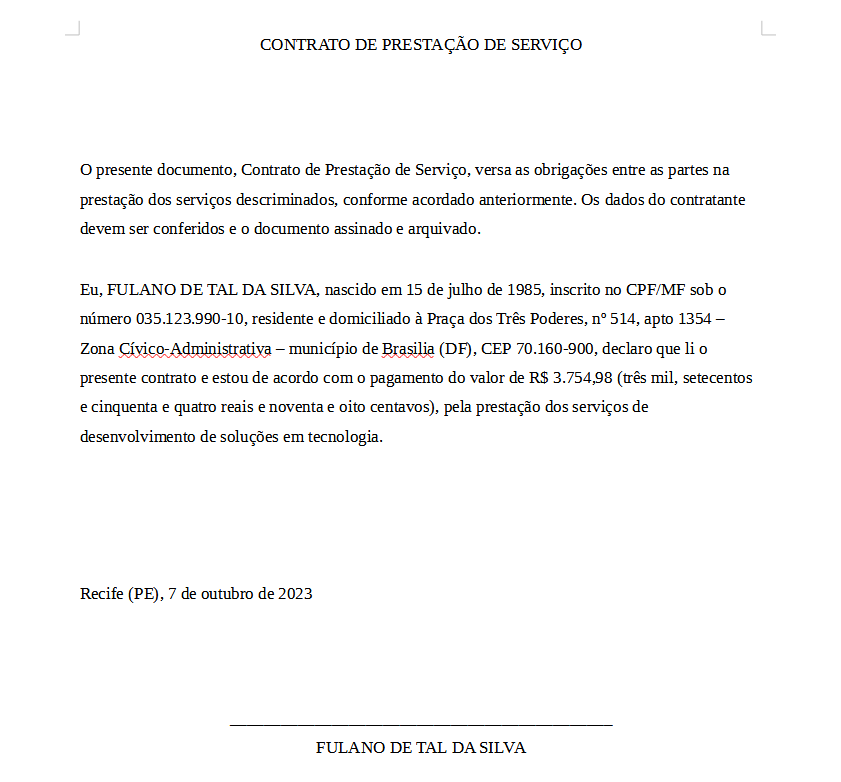 CONTRATO DE PRESTAÇÃO DE SERVIÇO
O presente documento, Contrato de Prestação de Serviço, versa as obrigações entre as partes na
prestação dos serviços descriminados, conforme acordado anteriormente. Os dados do contratante
devem ser conferidos e o documento assinado e arquivado.
Eu, FULANO DE TAL DA SILVA, nascido em 15 de julho de 1985, inscrito no CPF/MF sob o
número 035.123.990-10, residente e domiciliado à Praça dos Três Poderes, nº 514, apto 1354 –
Zona Cívico-Administrativa – município de Brasilia (DF), CEP 70.160-900, declaro que li o
presente contrato e estou de acordo com o pagamento do valor de R$ 3.754,98 (três mil, setecentos
e cinquenta e quatro reais e noventa e oito centavos), pela prestação dos serviços de
desenvolvimento de soluções em tecnologia.
Recife (PE), 7 de outubro de 2023
FULANO DE TAL DA SILVA